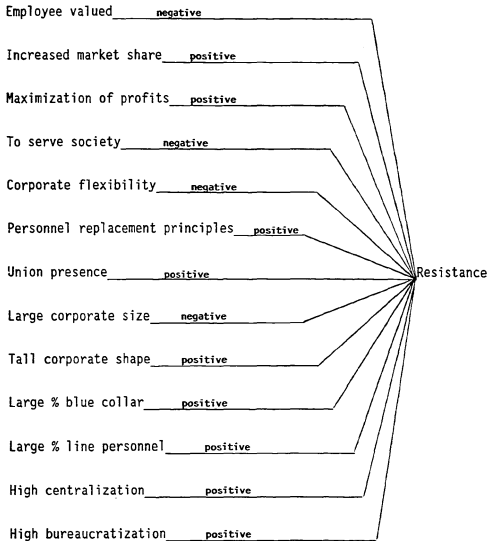 Employee valued negative
Increased market share positive
Maximization of profits positive
To serve society negative
Corporate flexibility negative
Personnel replacement principles positive
Union presence positive Resistance
Large corporate size negative
Tall corporate shape positive
Large % blue collar positive
Large % line personnel positive
High centralization positive
High bureaucratization positive